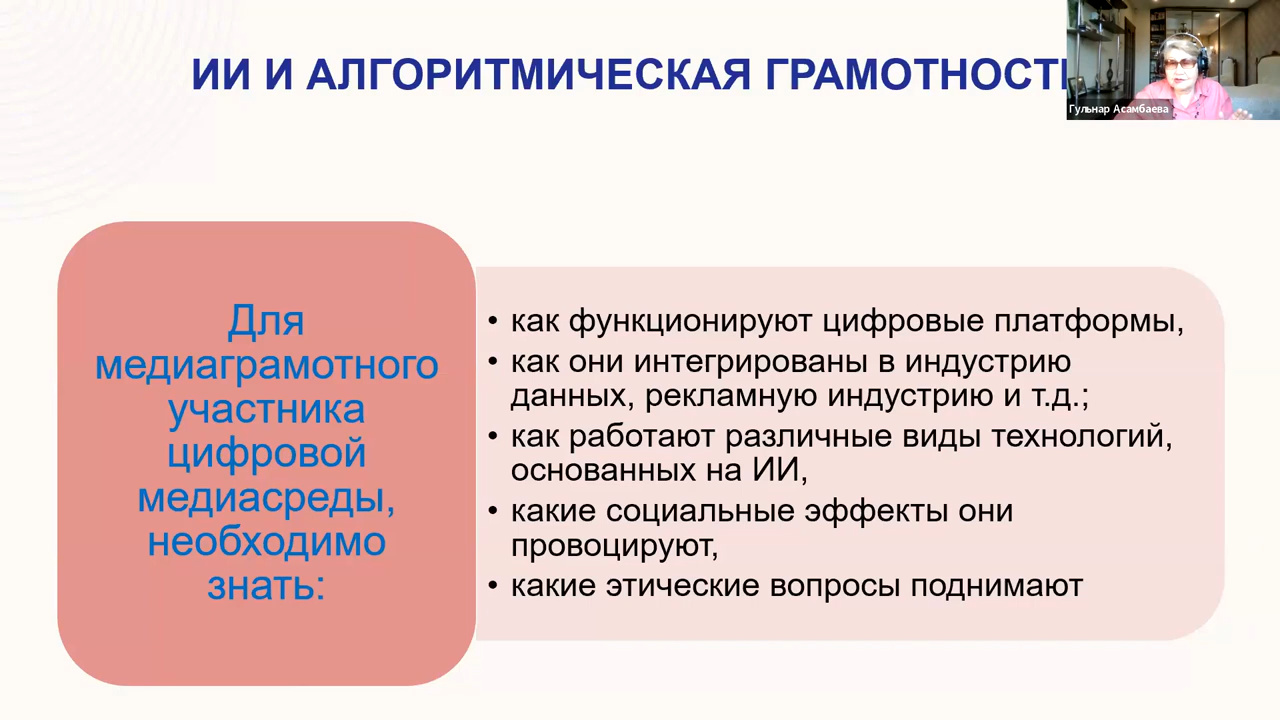 ИИ И АЛГОРИТМИЧЕСКАЯ ГРАМОТНОСТЬ
Гульнар Асамбаева
Для
медиаграмотного
участника
цифровой
медиасреды,
необходимо
знать:
• как функционируют цифровые платформы,
• как они интегрированы в индустрию
данных, рекламную индустрию и т.д.;
• как работают различные виды технологий,
основанных на ИИ,
• какие социальные эффекты они
провоцируют,
• какие этические вопросы поднимают